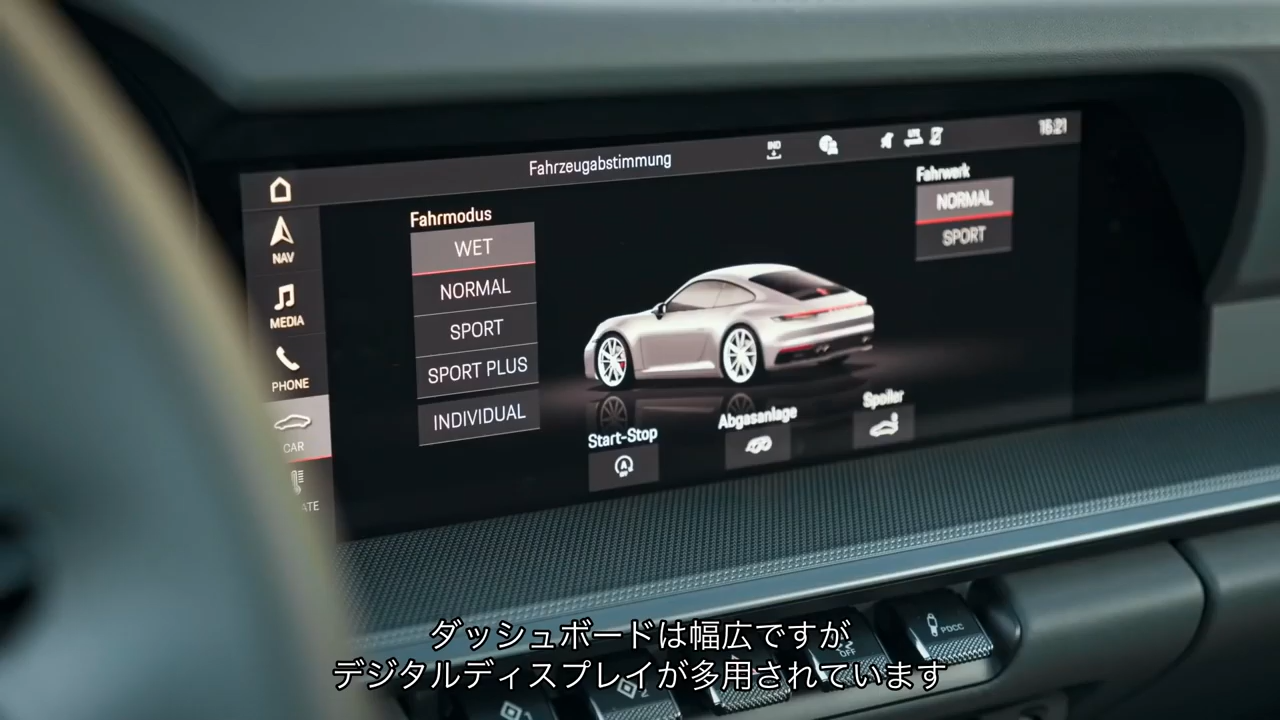 Fahrzeugabstimmung
16:21
NAV
MEDIA
PHONE
CAR
Fahrmodus
WET
NORMAL
SPORT
SPORT PLUS
INDIVIDUAL
Fahrwerk
NORMAL
SPORT
Start-Stop
Abgasanlage
Spoiler
OFF
PDCC
ダッシュボードは幅広ですが
デジタルディスプレイが多用されています